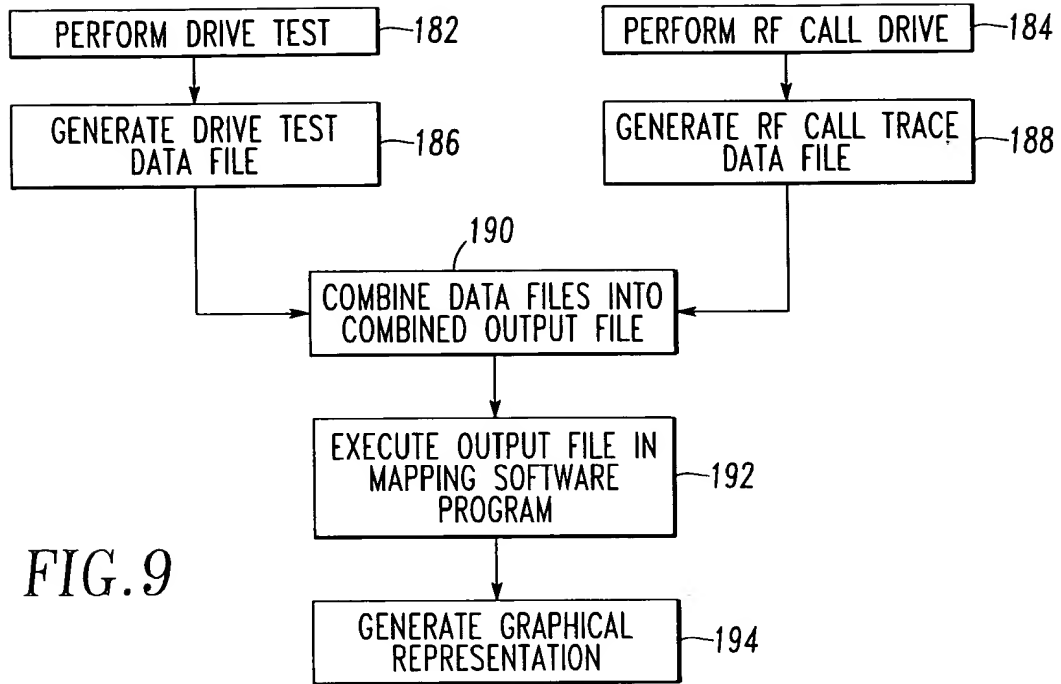 PERFORM DRIVE TEST
182
PERFORM RF CALL DRIVE
184
GENERATE DRIVE TEST
DATA FILE
186
GENERATE RF CALL TRACE
DATA FILE
188
190
COMBINE DATA FILES INTO
COMBINED OUTPUT FILE
EXECUTE OUTPUT FILE IN
MAPPING SOFTWARE
PROGRAM
192
FIG. 9
GENERATE GRAPHICAL
REPRESENTATION
194